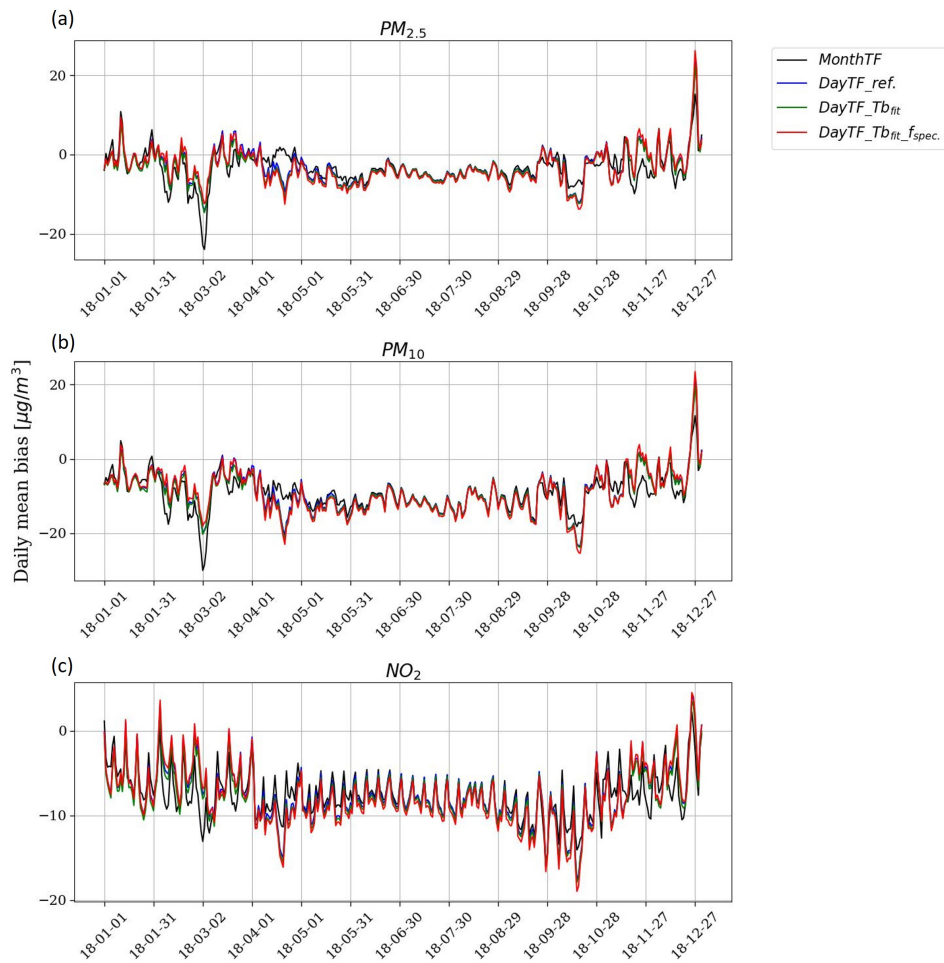 (a)
PM2.5
MonthTF
DayTF_ref.
DayTF_Tbfit
DayTF_Tbfit_fspec.
20
0
−20
18-01-01 18-01-31 18-03-02 18-04-01 18-05-01 18-05-31 18-06-30 18-07-30 18-08-29 18-09-28 18-10-28 18-11-27 18-12-27
(b)
PM10
Daily mean bias [μg/m³]
20
0
−20
18-01-01 18-01-31 18-03-02 18-04-01 18-05-01 18-05-31 18-06-30 18-07-30 18-08-29 18-09-28 18-10-28 18-11-27 18-12-27
(c)
NO2
0
−10
−20
18-01-01 18-01-31 18-03-02 18-04-01 18-05-01 18-05-31 18-06-30 18-07-30 18-08-29 18-09-28 18-10-28 18-11-27 18-12-27